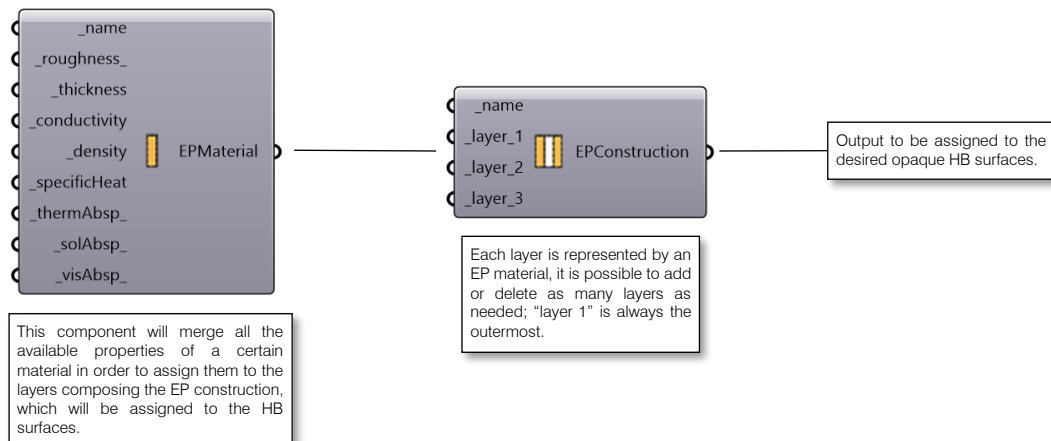 _name
_roughness_
_thickness
_conductivity
_density
_specificHeat
_thermAbsp_
_solAbsp_
_visAbsp_
EPMaterial
This component will merge all the
available properties of a certain
material in order to assign them to the
layers composing the EP construction,
which will be assigned to the HB
surfaces.
_name
_layer_1
_layer_2
_layer_3
EPConstruction
Each layer is represented by an
EP material, it is possible to add
or delete as many layers as
needed; “layer 1” is always the
outermost.
Output to be assigned to the
desired opaque HB surfaces.